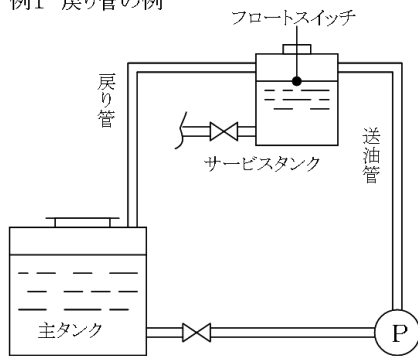 例1 戻り管の例
フロートスイッチ
戻り管
送油管
サービスタンク
主タンク
P